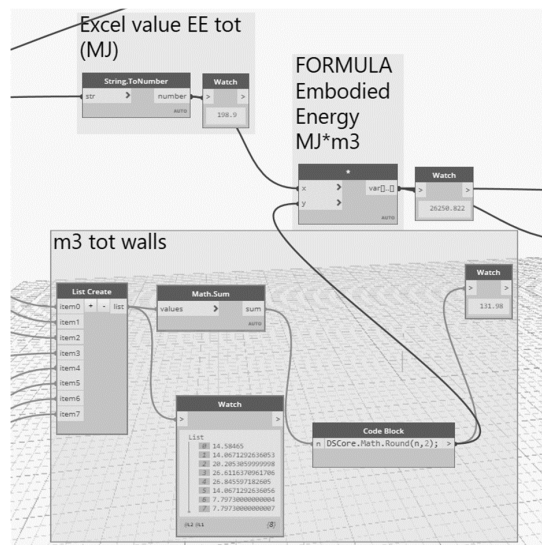 Excel value EE tot
(MJ)
String.ToNumber
str > number
AUTO
Watch
> >
198.9
FORMULA
Embodied
Energy
MJ*m3
*
x > var[]..[]
y >
AUTO
Watch
> >
26250.822
m3 tot walls
List Create
item0 + - list
item1
item2
item3
item4
item5
item6
item7
Math.Sum
values > sum
AUTO
Watch
> >
131.98
Watch
> >
List
0 14.58465
1 14.0671292636053
2 20.2053059999998
3 26.6116370961706
4 26.845597182605
5 14.0671292636056
6 7.79730000000004
7 7.79730000000007
@L2 @L1 {8}
Code Block
n DSCore.Math.Round(n,2); >